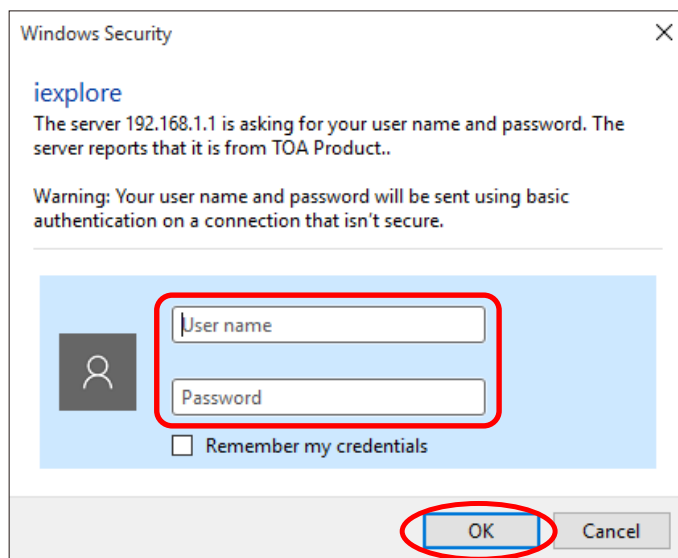 Windows Security
iexplore
The server 192.168.1.1 is asking for your user name and password. The
server reports that it is from TOA Product..
Warning: Your user name and password will be sent using basic
authentication on a connection that isn't secure.
User name
Password
Remember my credentials
OK Cancel